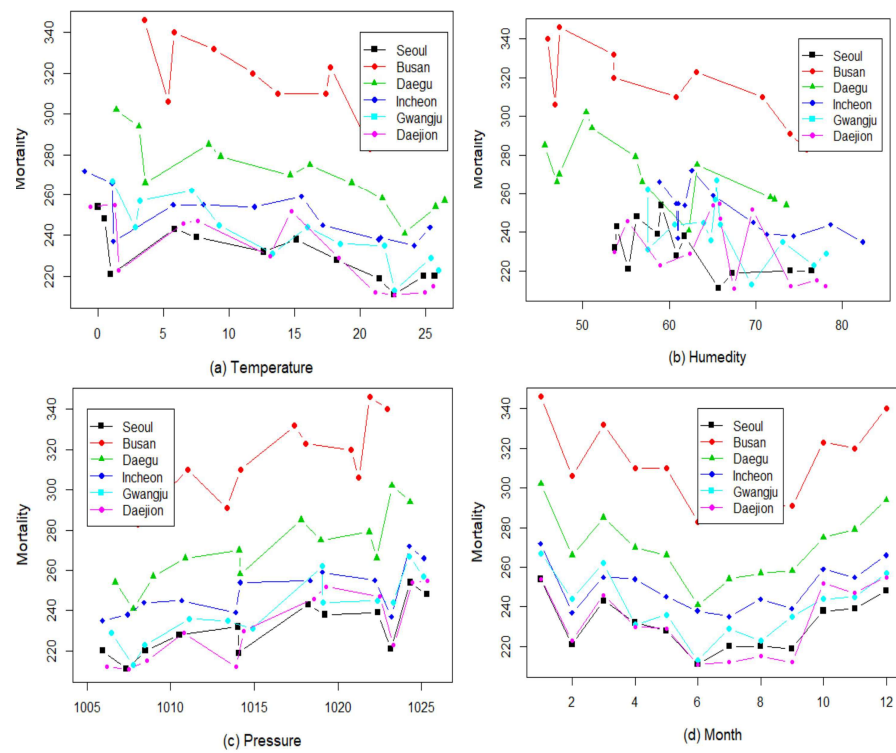 Mortality
340
320
300
280
260
240
220
Seoul
Busan
Daegu
Incheon
Gwangju
Daejion
0 5 10 15 20 25
(a) Temperature
Mortality
340
320
300
280
260
240
220
Seoul
Busan
Daegu
Incheon
Gwangju
Daejion
50 60 70 80
(b) Humedity
Mortality
340
320
300
280
260
240
220
Seoul
Busan
Daegu
Incheon
Gwangju
Daejion
1005 1010 1015 1020 1025
(c) Pressure
Mortality
340
320
300
280
260
240
220
Seoul
Busan
Daegu
Incheon
Gwangju
Daejion
2 4 6 8 10 12
(d) Month